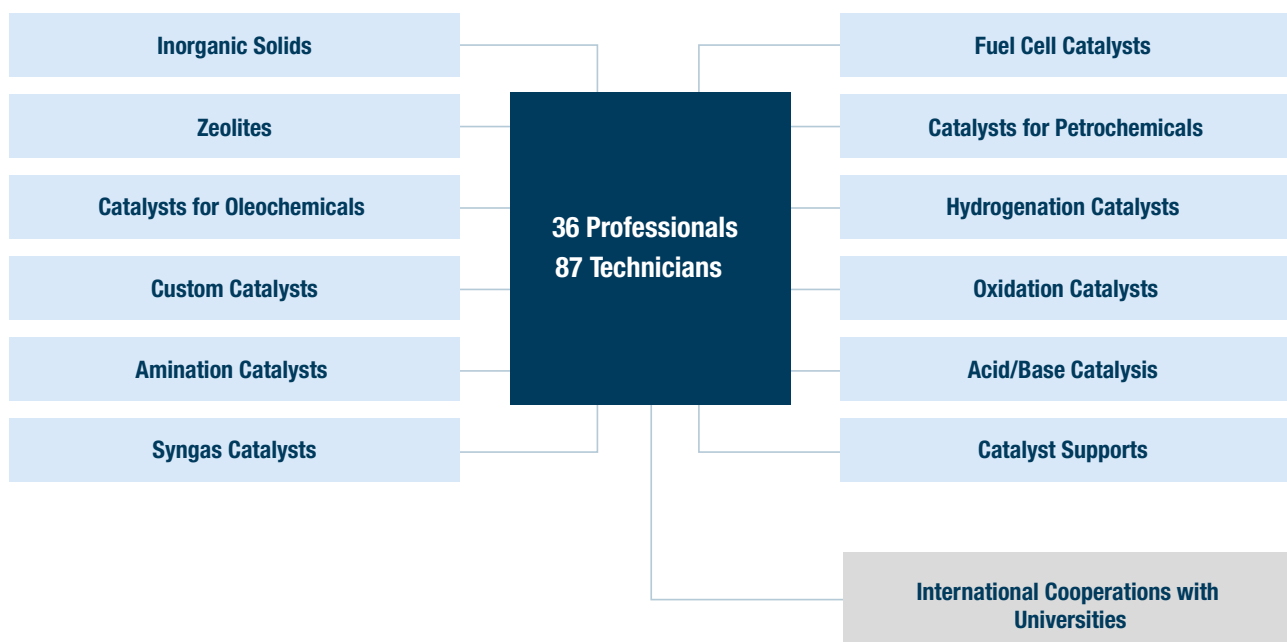 Inorganic Solids
Zeolites
Catalysts for Oleochemicals
Custom Catalysts
Amination Catalysts
Syngas Catalysts
36 Professionals
87 Technicians
Fuel Cell Catalysts
Catalysts for Petrochemicals
Hydrogenation Catalysts
Oxidation Catalysts
Acid/Base Catalysis
Catalyst Supports
International Cooperations with
Universities